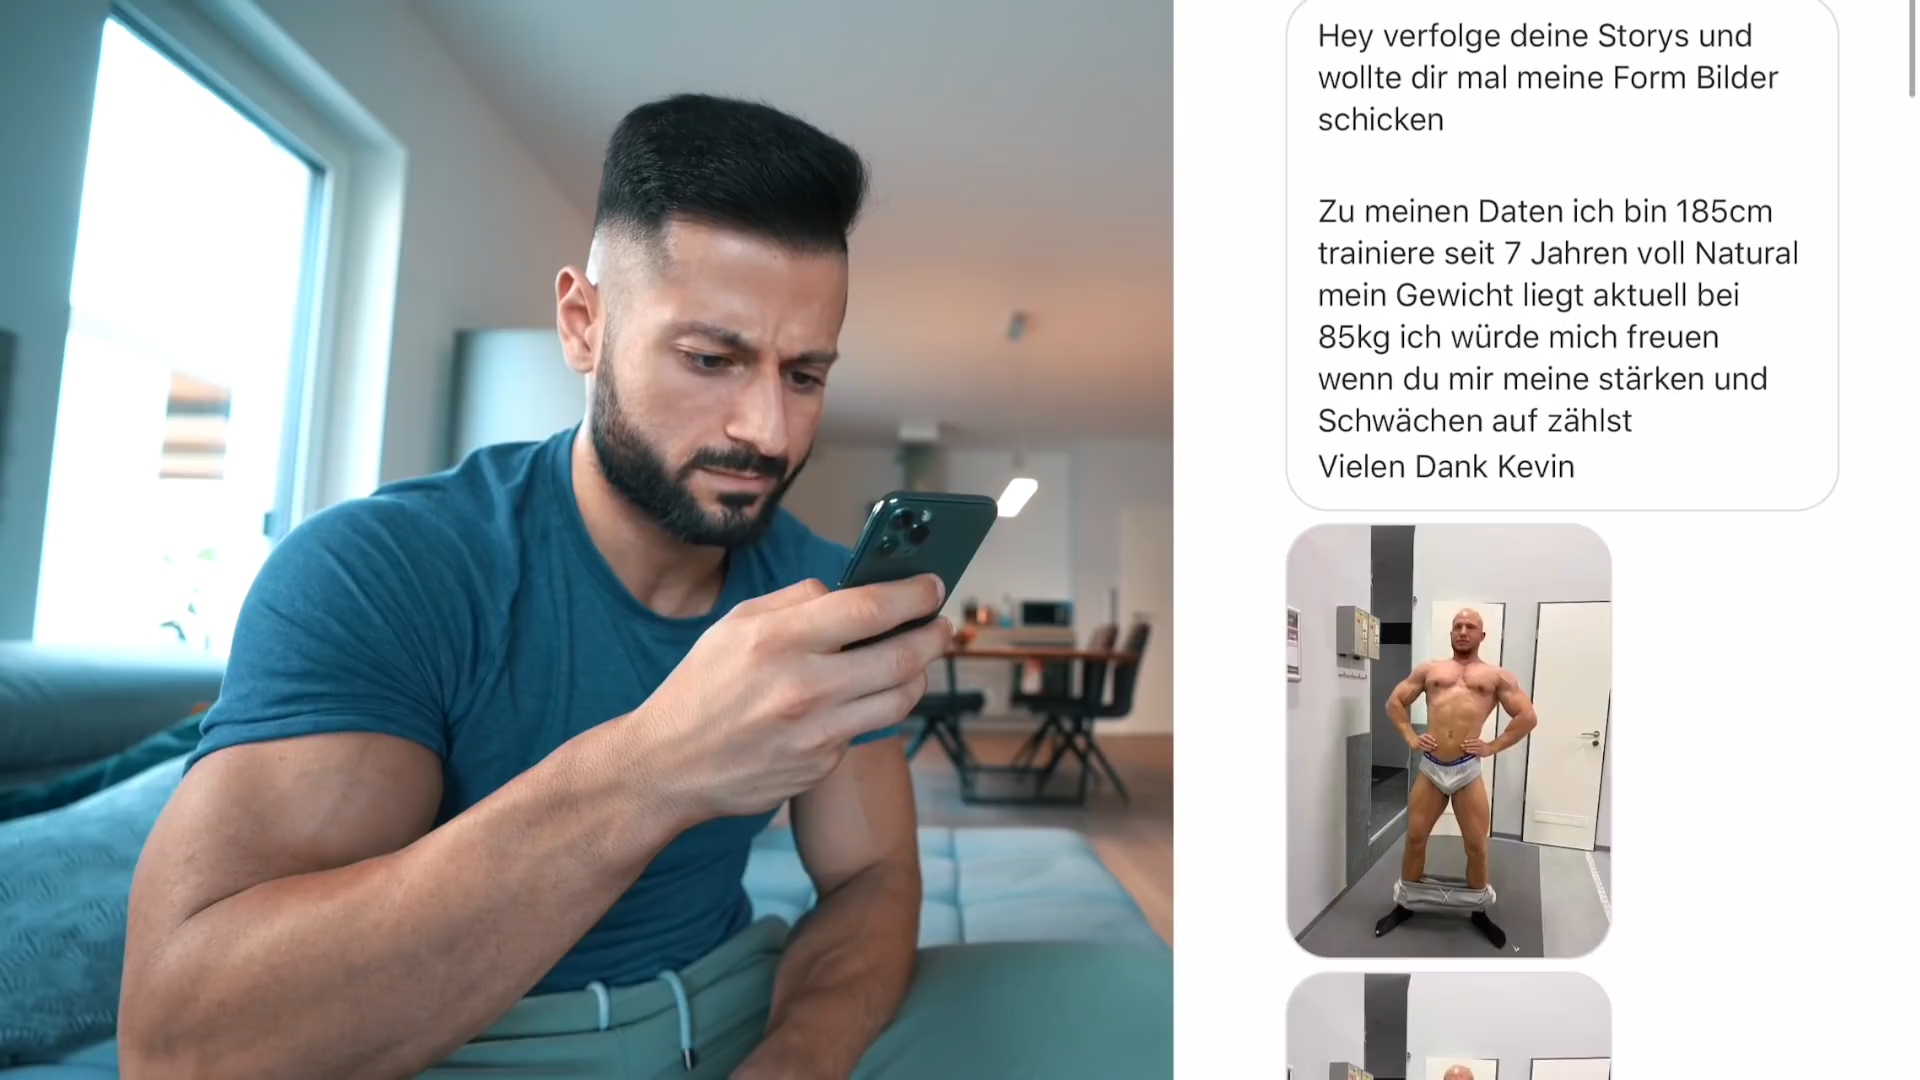 Hey verfolge deine Storys und
wollte dir mal meine Form Bilder
schicken
Zu meinen Daten ich bin 185cm
trainiere seit 7 Jahren voll Natural
mein Gewicht liegt aktuell bei
85kg ich würde mich freuen
wenn du mir meine stärken und
Schwächen auf zählst
Vielen Dank Kevin